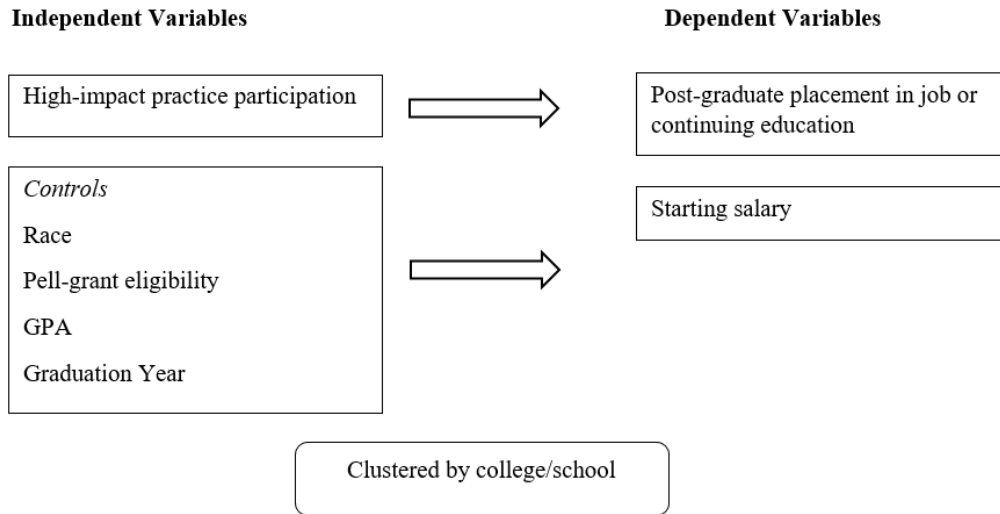 Independent Variables
Dependent Variables
High-impact practice participation
Post-graduate placement in job or
continuing education
Controls
Race
Pell-grant eligibility
GPA
Graduation Year
Starting salary
Clustered by college/school